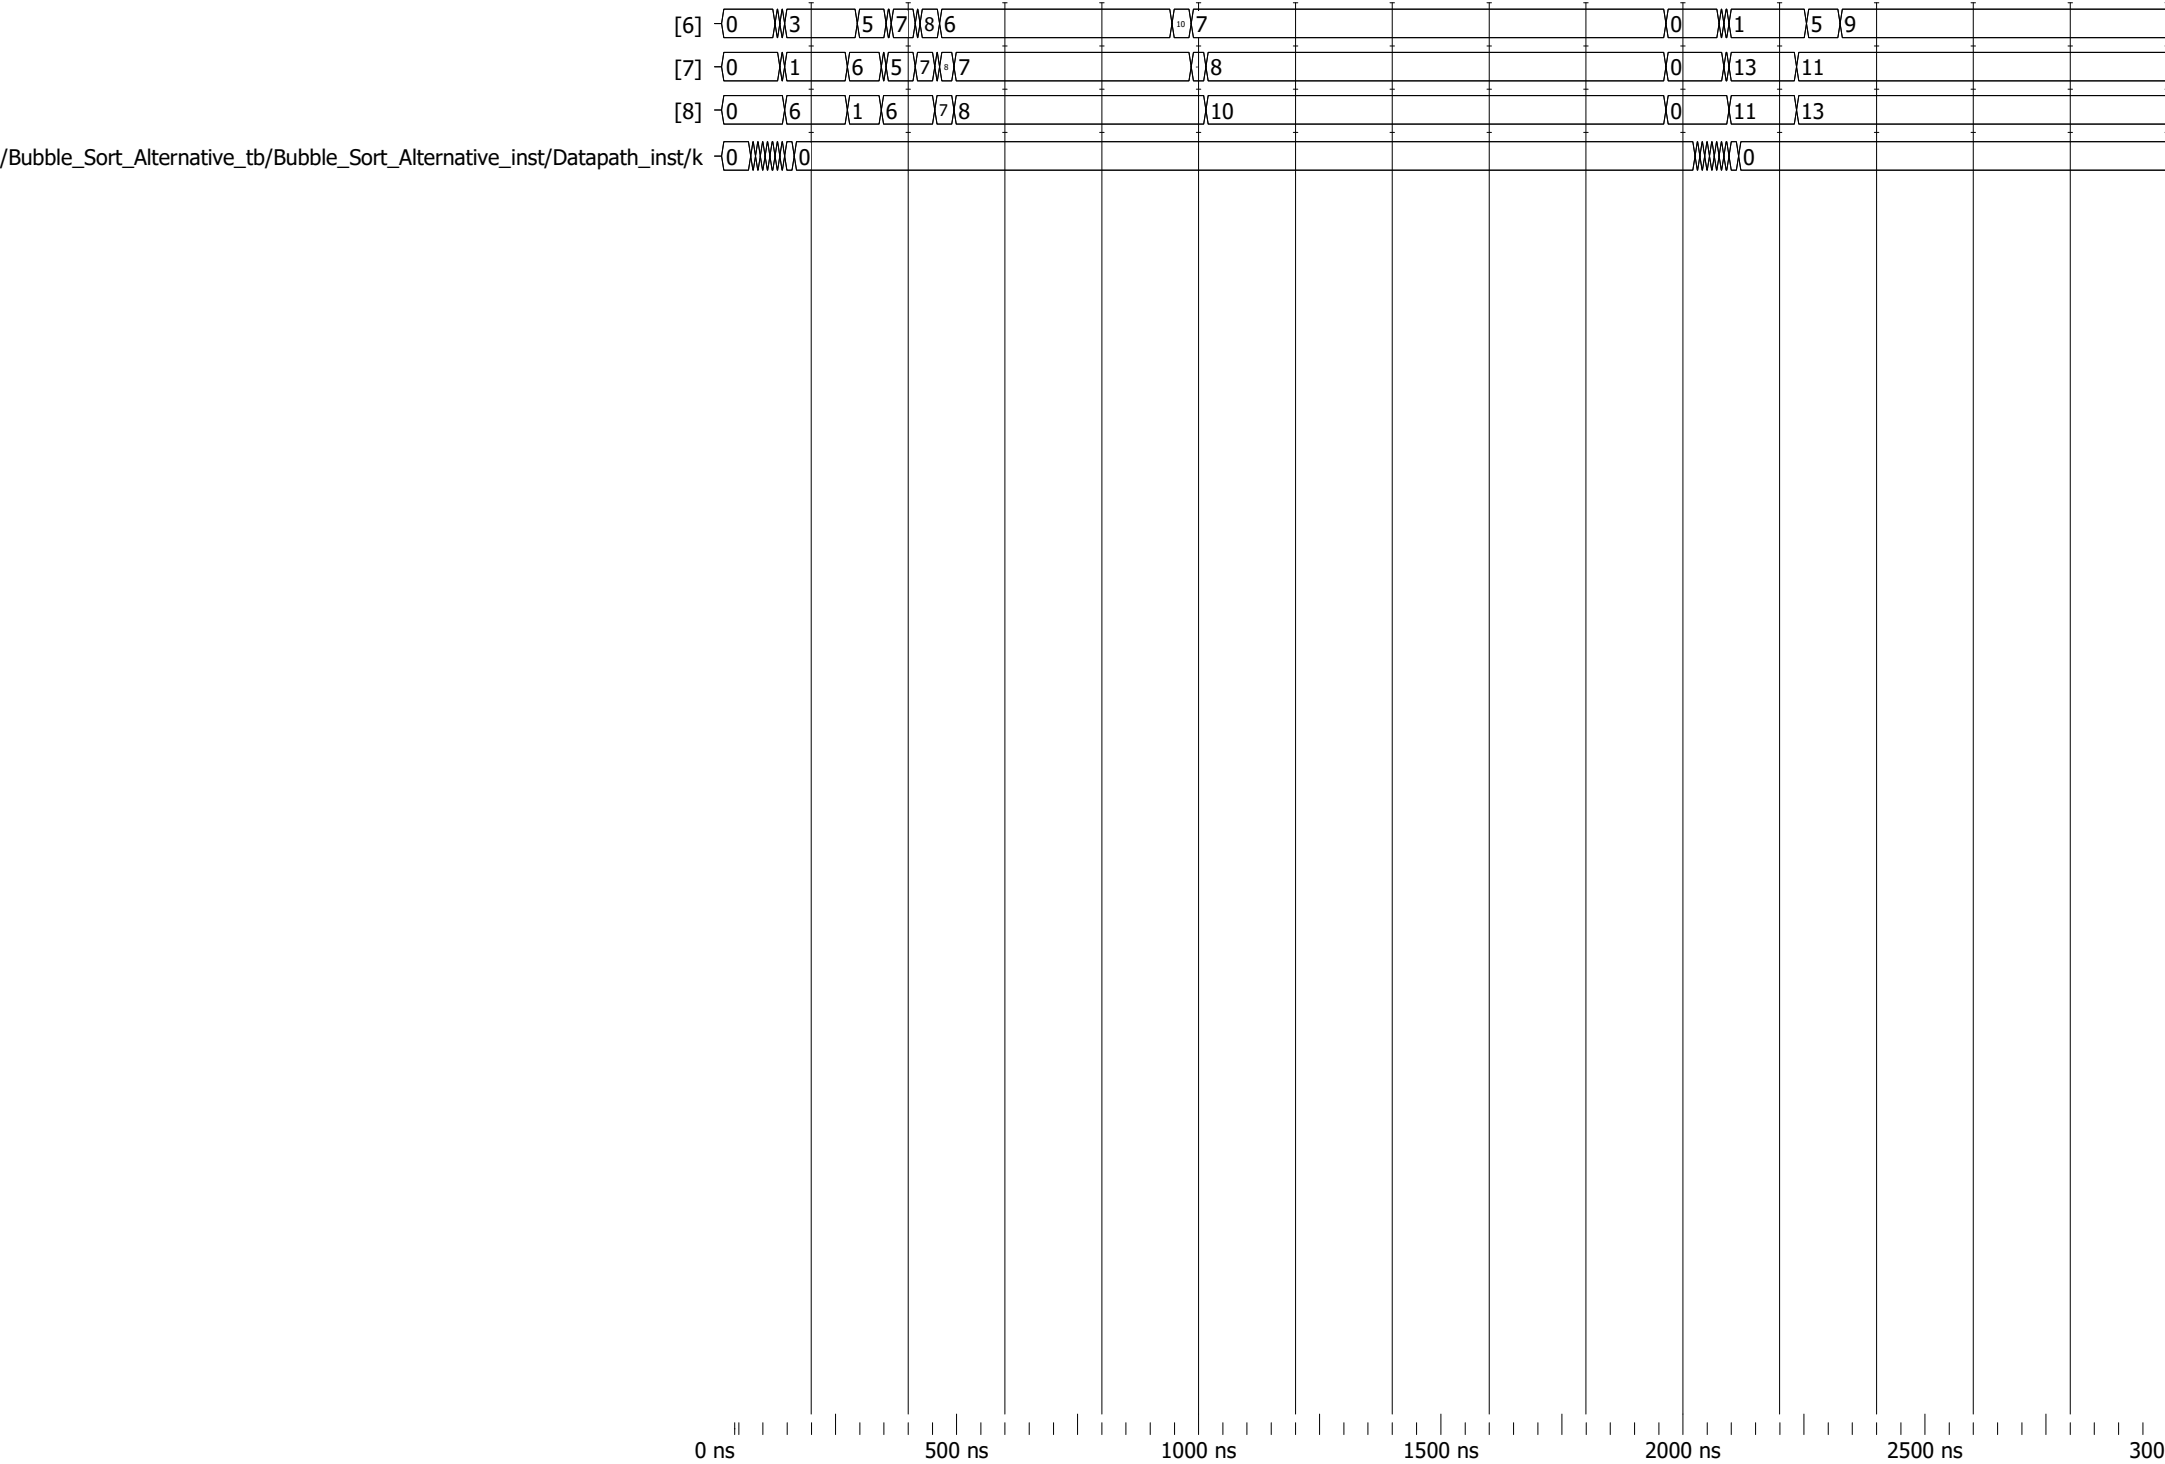 [6] 0 3 5 7 8 6 10 7 0 1 5 9
[7] 0 1 6 5 7 8 7 8 0 13 11
[8] 0 6 1 6 7 8 10 0 11 13
/Bubble_Sort_Alternative_tb/Bubble_Sort_Alternative_inst/Datapath_inst/k 0 0 0
0 ns 500 ns 1000 ns 1500 ns 2000 ns 2500 ns 300